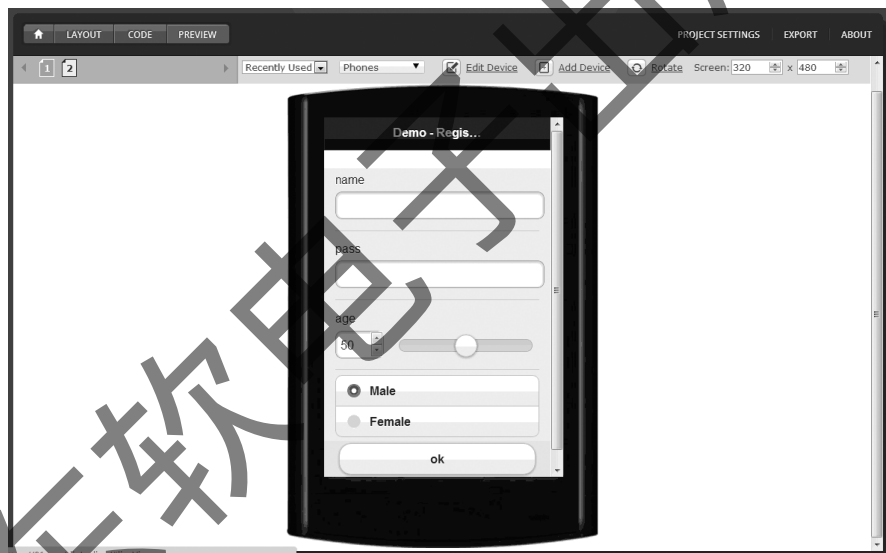 LAYOUT CODE PREVIEW PROJECT SETTINGS EXPORT ABOUT
1 2 Recently Used Phones Edit Device Add Device Rotate Screen: 320 x 480
Demo - Regis...
name
pass
age
50
Male
Female
ok